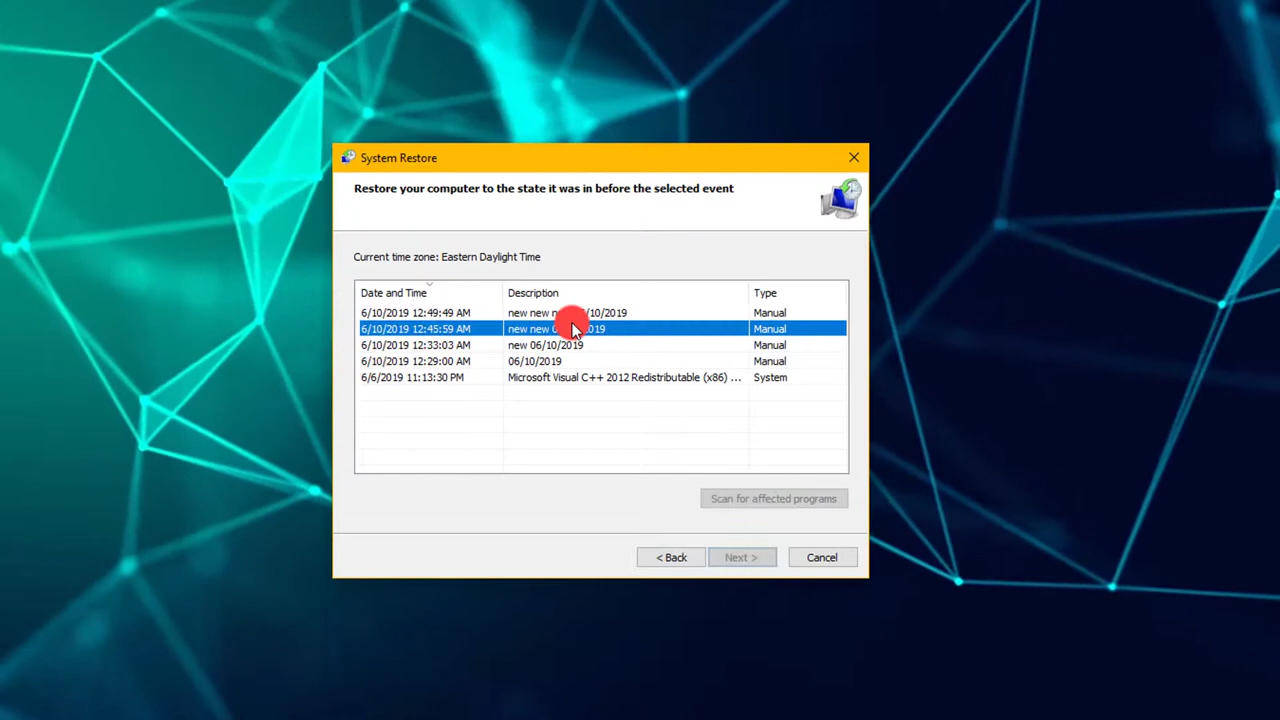 System Restore
Restore your computer to the state it was in before the selected event
Current time zone: Eastern Daylight Time
Date and Time Description Type
6/10/2019 12:49:49 AM new new /10/2019 Manual
6/10/2019 12:45:59 AM new new 019 Manual
6/10/2019 12:33:03 AM new 06/10/2019 Manual
6/10/2019 12:29:00 AM 06/10/2019 Manual
6/6/2019 11:13:30 PM Microsoft Visual C++ 2012 Redistributable (x86) ... System
Scan for affected programs
< Back Next > Cancel